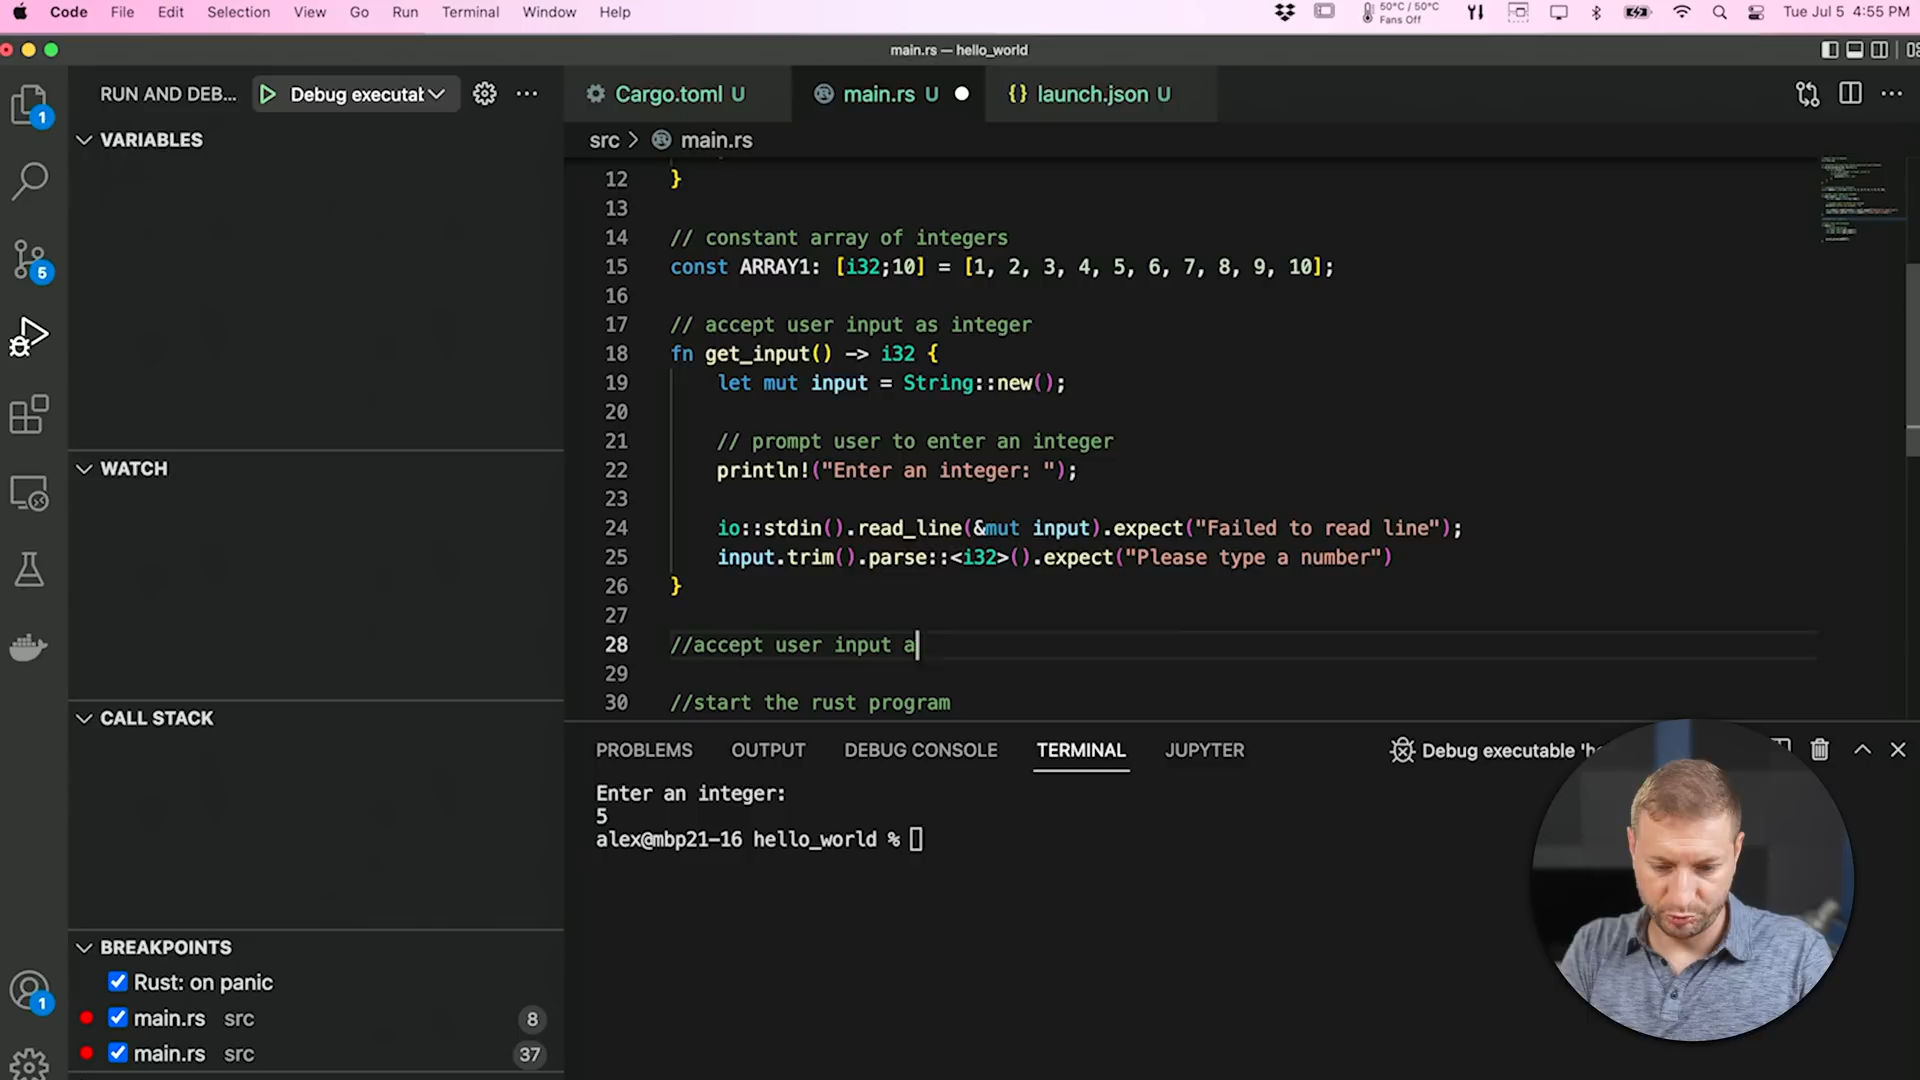 Code File Edit Selection View Go Run Terminal Window Help
50°C / 50°C
Fans Off
Tue Jul 5 4:55 PM
main.rs — hello_world
RUN AND DEB... Debug executat
Cargo.toml U
main.rs U
{} launch.json U
1
src > main.rs
VARIABLES
12 }
13
14 // constant array of integers
15 const ARRAY1: [i32;10] = [1, 2, 3, 4, 5, 6, 7, 8, 9, 10];
5
16
17 // accept user input as integer
18 fn get_input() -> i32 {
19 let mut input = String::new();
20
21 // prompt user to enter an integer
22 println!("Enter an integer: ");
23
24 io::stdin().read_line(&mut input).expect("Failed to read line");
25 input.trim().parse::<i32>().expect("Please type a number")
26 }
27
28 //accept user input a
29
30 //start the rust program
WATCH
CALL STACK
PROBLEMS OUTPUT DEBUG CONSOLE TERMINAL JUPYTER
Debug executable
Enter an integer:
5
alex@mbp21-16 hello_world %
BREAKPOINTS
Rust: on panic
main.rs src 8
main.rs src 37
1